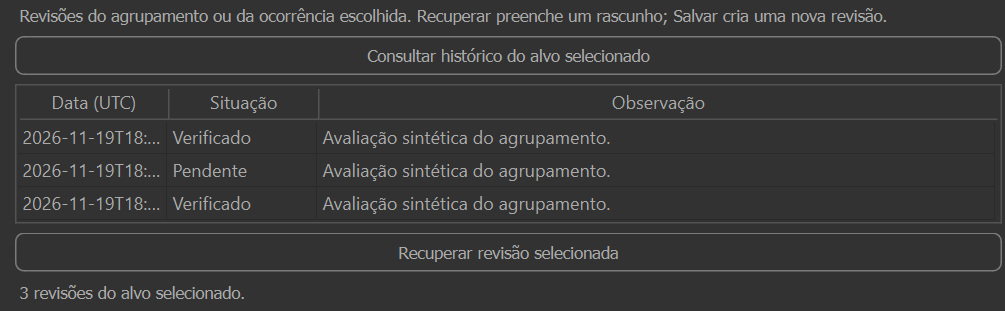 Revisões do agrupamento ou da ocorrência escolhida. Recuperar preenche um rascunho; Salvar cria uma nova revisão.
Consultar histórico do alvo selecionado
Data (UTC) Situação Observação
2026-11-19T18:... Verificado Avaliação sintética do agrupamento.
2026-11-19T18:... Pendente Avaliação sintética do agrupamento.
2026-11-19T18:... Verificado Avaliação sintética do agrupamento.
Recuperar revisão selecionada
3 revisões do alvo selecionado.